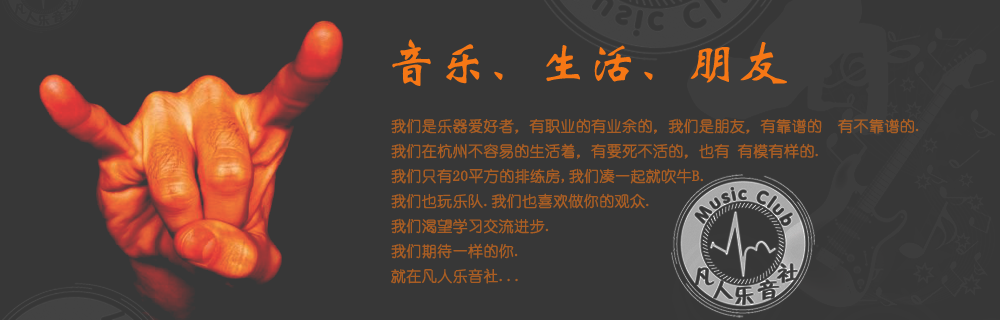 音乐、生活、朋友
我们是乐器爱好者，有职业的有业余的，我们是朋友，有靠谱的 有不靠谱的.
我们在杭州不容易的生活着，有要死不活的，也有 有模有样的.
我们只有20平方的排练房,我们凑一起就吹牛B.
我们也玩乐队.我们也喜欢做你的观众.
我们渴望学习交流进步.
我们期待一样的你.
就在凡人乐音社...
Music Club
凡人乐音社
Music Club